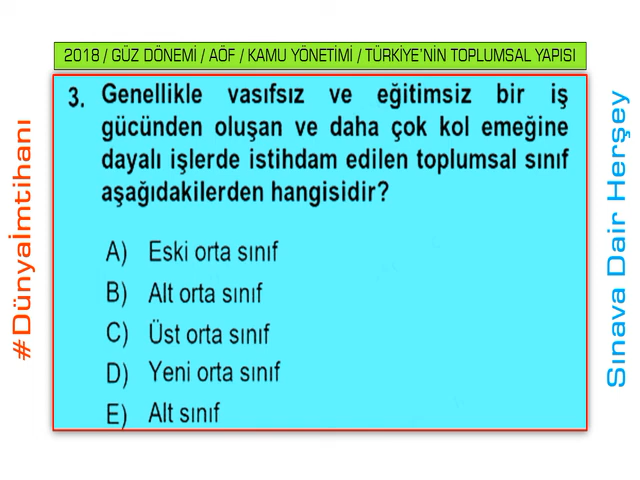 2018 / GÜZ DÖNEMİ / AÖF / KAMU YÖNETİMİ / TÜRKİYE'NİN TOPLUMSAL YAPISI
3. Genellikle vasıfsız ve eğitimsiz bir iş
gücünden oluşan ve daha çok kol emeğine
dayalı işlerde istihdam edilen toplumsal sınıf
aşağıdakilerden hangisidir?
A) Eski orta sınıf
B) Alt orta sınıf
C) Üst orta sınıf
D) Yeni orta sınıf
E) Alt sınıf
#Dünyaİmtihanı
Sınava Dair Herşey